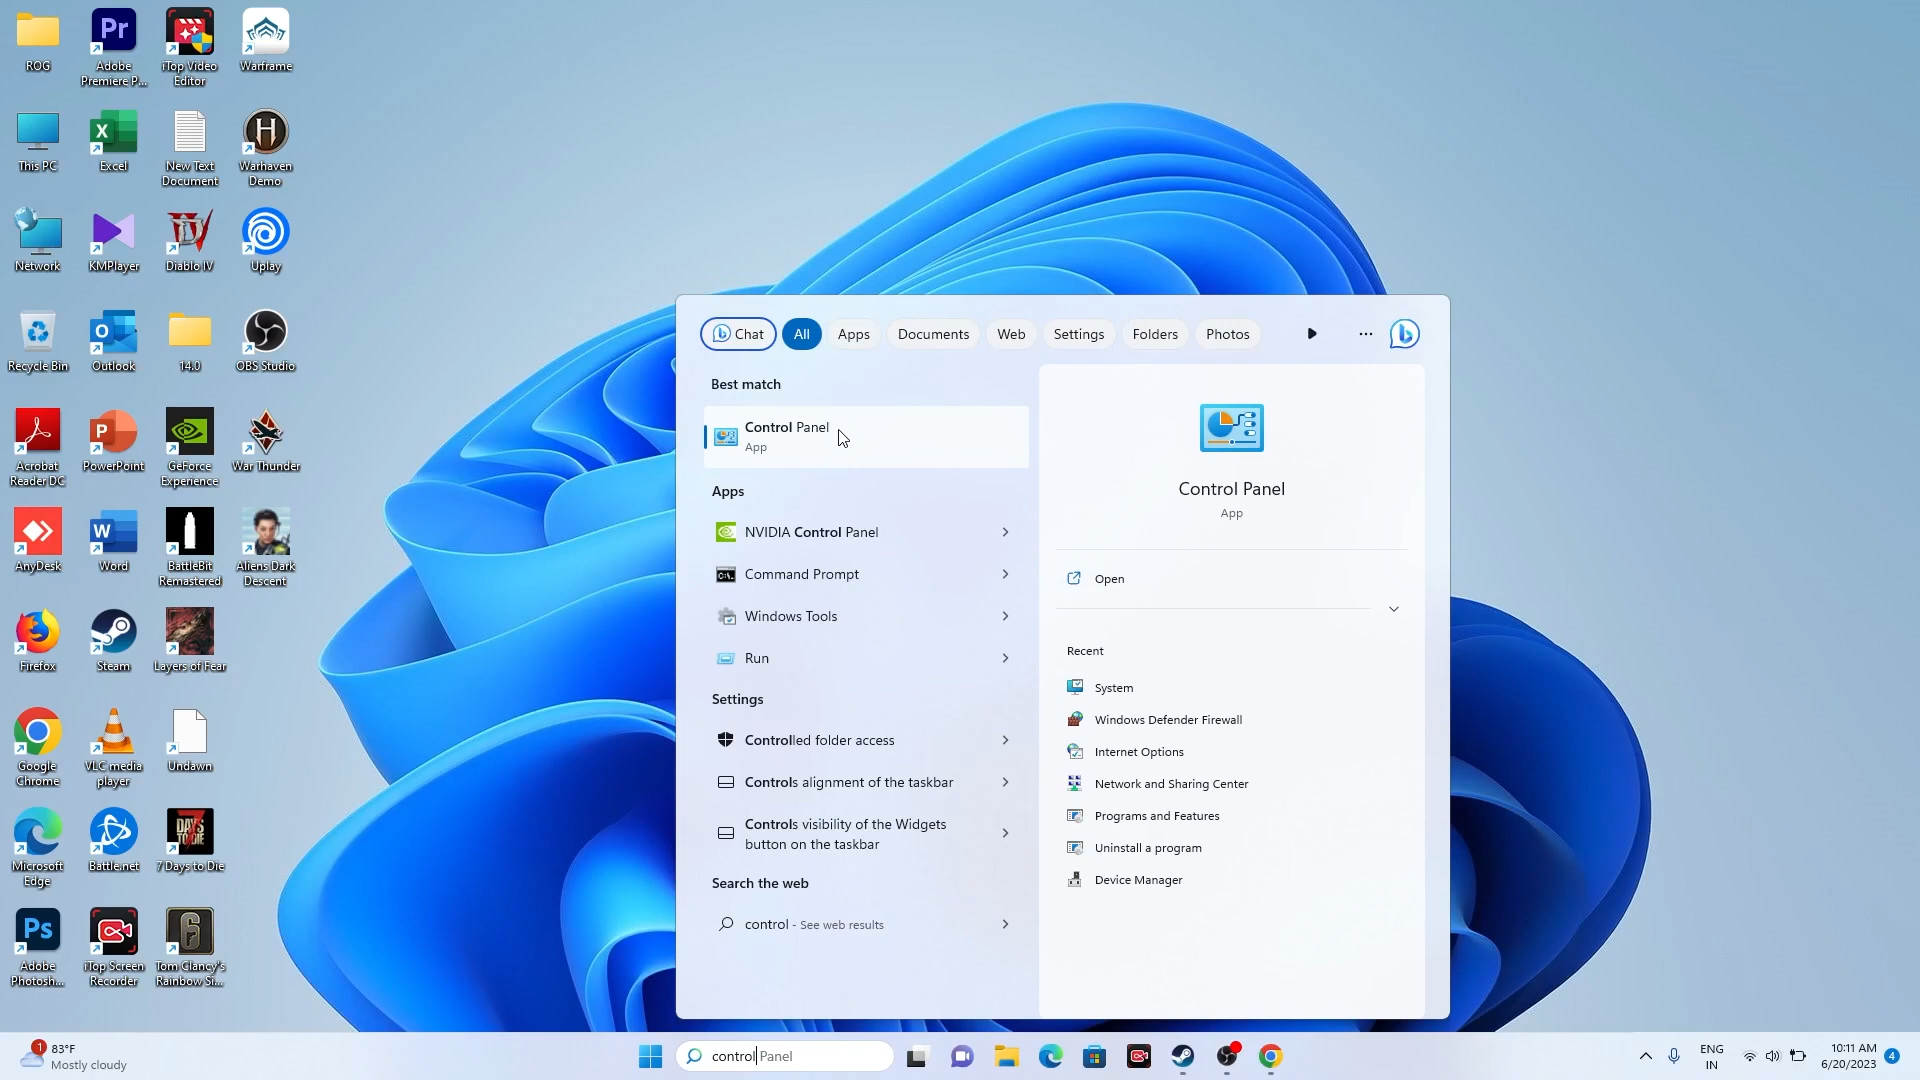 ROG
Adobe
Premiere P...
iTop Video
Editor
Warframe
This PC
Excel
New Text
Document
Warhaven
Demo
Network
KMPlayer
Diablo IV
Uplay
Recycle Bin
Outlook
14.0
OBS Studio
Acrobat
Reader DC
PowerPoint
GeForce
Experience
War Thunder
AnyDesk
Word
BattleBit
Remastered
Aliens Dark
Descent
Firefox
Steam
Layers of Fear
Google
Chrome
VLC media
player
Undawn
Microsoft
Edge
Battle.net
7 Days to Die
Adobe
Photosh...
iTop Screen
Recorder
Tom Clancy's
Rainbow Si...
Chat
All
Apps
Documents
Web
Settings
Folders
Photos
Best match
Control Panel
App
Apps
NVIDIA Control Panel
Command Prompt
Windows Tools
Run
Settings
Controlled folder access
Controls alignment of the taskbar
Controls visibility of the Widgets
button on the taskbar
Search the web
control - See web results
Control Panel
App
Open
Recent
System
Windows Defender Firewall
Internet Options
Network and Sharing Center
Programs and Features
Uninstall a program
Device Manager
1
83°F
Mostly cloudy
control Panel
ENG
IN
10:11 AM
6/20/2023
4